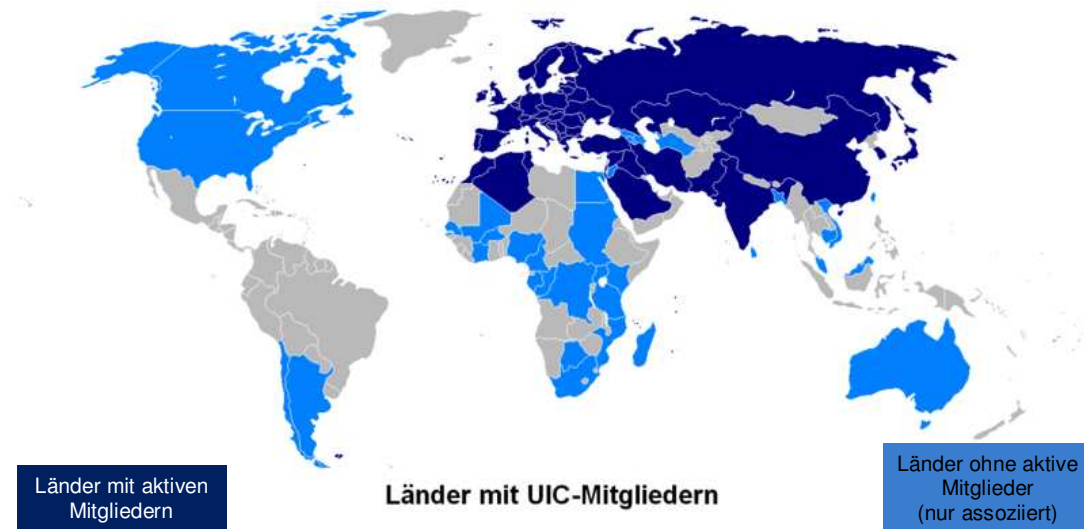 Länder mit aktiven
Mitgliedern
Länder mit UIC-Mitgliedern
Länder ohne aktive
Mitglieder
(nur assoziiert)